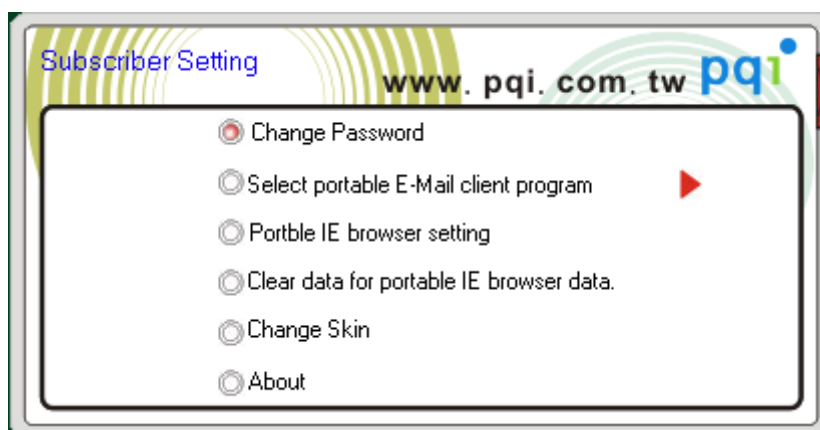 Subscriber Setting
www. pqi. com. tw pqi
Change Password
Select portable E-Mail client program
Portble IE browser setting
Clear data for portable IE browser data.
Change Skin
About